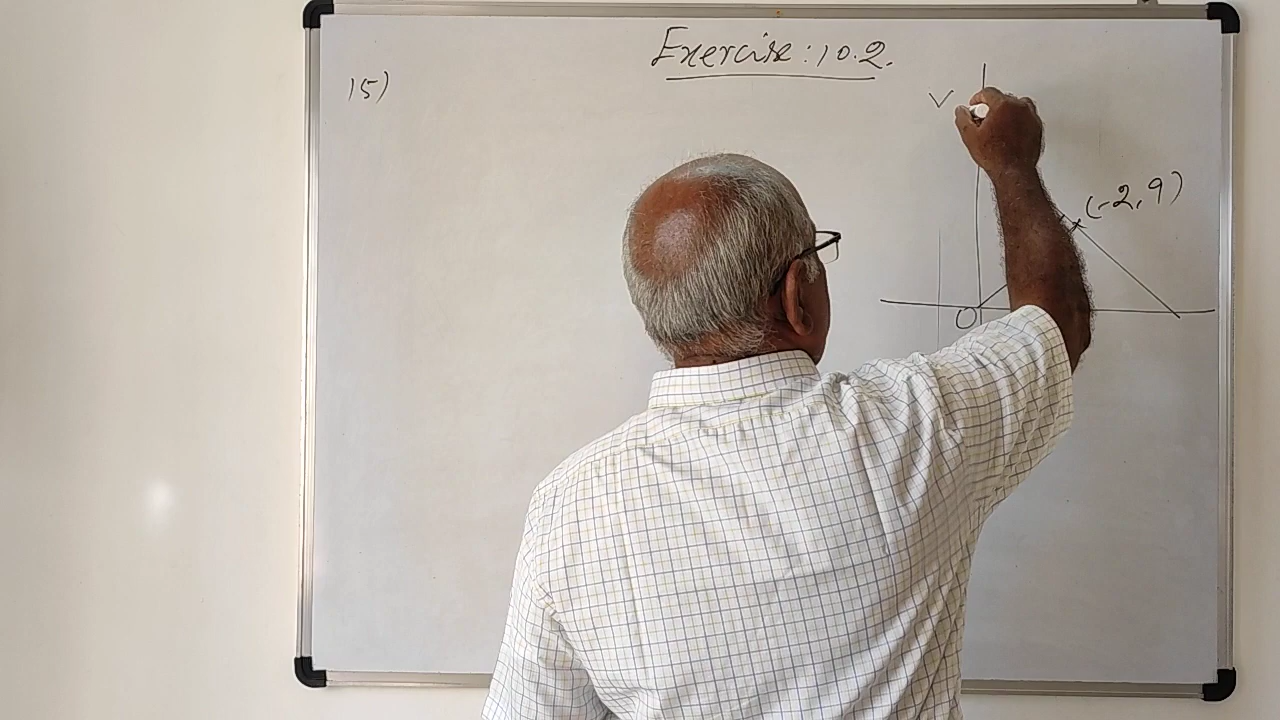 Exercise: 10.2.
15)
(-2, 9)
O